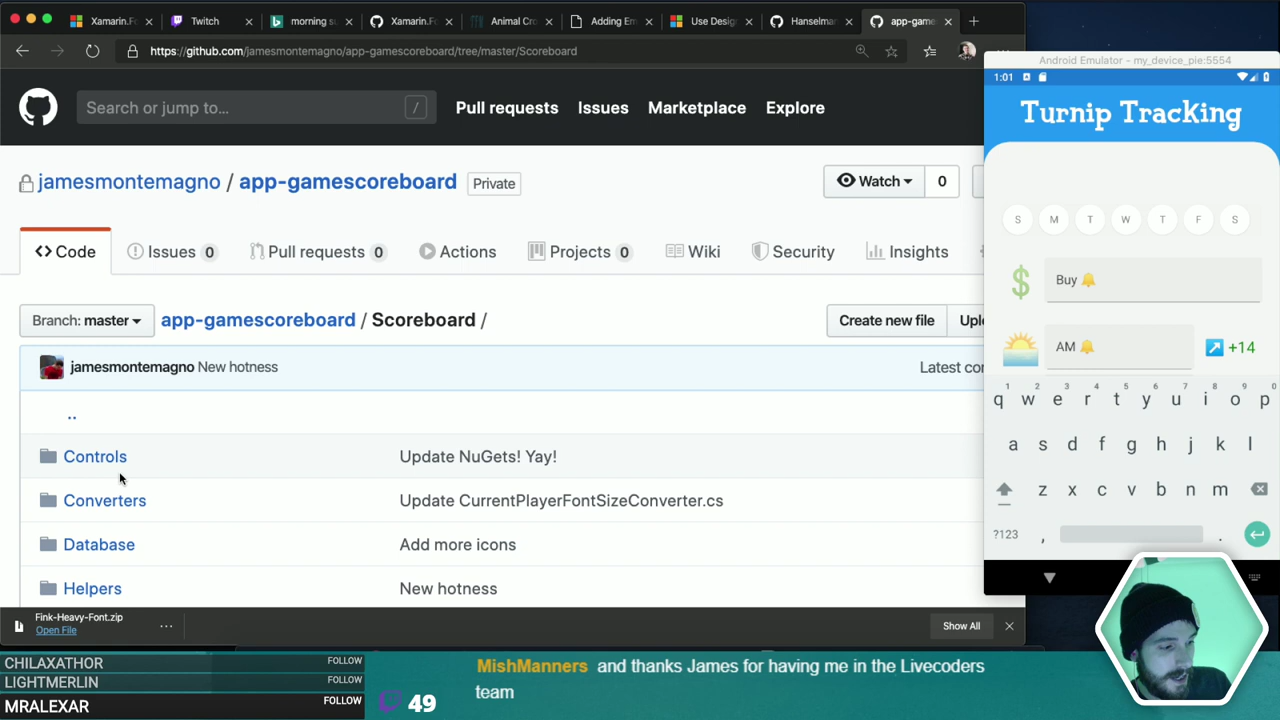 Xamarin.Fo
Twitch
morning su
Xamarin.Fo
Animal Cro
Adding Em
Use Desig
Hanselma
app-game
https://github.com/jamesmontemagno/app-gamescoreboard/tree/master/Scoreboard
Search or jump to...
/
Pull requests
Issues
Marketplace
Explore
jamesmontemagno / app-gamescoreboard
Private
Watch
0
Code
Issues 0
Pull requests 0
Actions
Projects 0
Wiki
Security
Insights
Branch: master
app-gamescoreboard / Scoreboard /
Create new file
Uplo
jamesmontemagno New hotness
Latest con
..
Controls
Update NuGets! Yay!
Converters
Update CurrentPlayerFontSizeConverter.cs
Database
Add more icons
Helpers
New hotness
Fink-Heavy-Font.zip
Open File
Show All
Android Emulator - my_device_pie:5554
1:01
Turnip Tracking
S M T W T F S
Buy 🔔
AM 🔔
+14
1 2 3 4 5 6 7 8 9 0
q w e r t y u i o p
a s d f g h j k l
z x c v b n m
?123 , .
CHILAXATHOR FOLLOW
LIGHTMERLIN FOLLOW
MRALEXAR FOLLOW
49
MishManners and thanks James for having me in the Livecoders
team